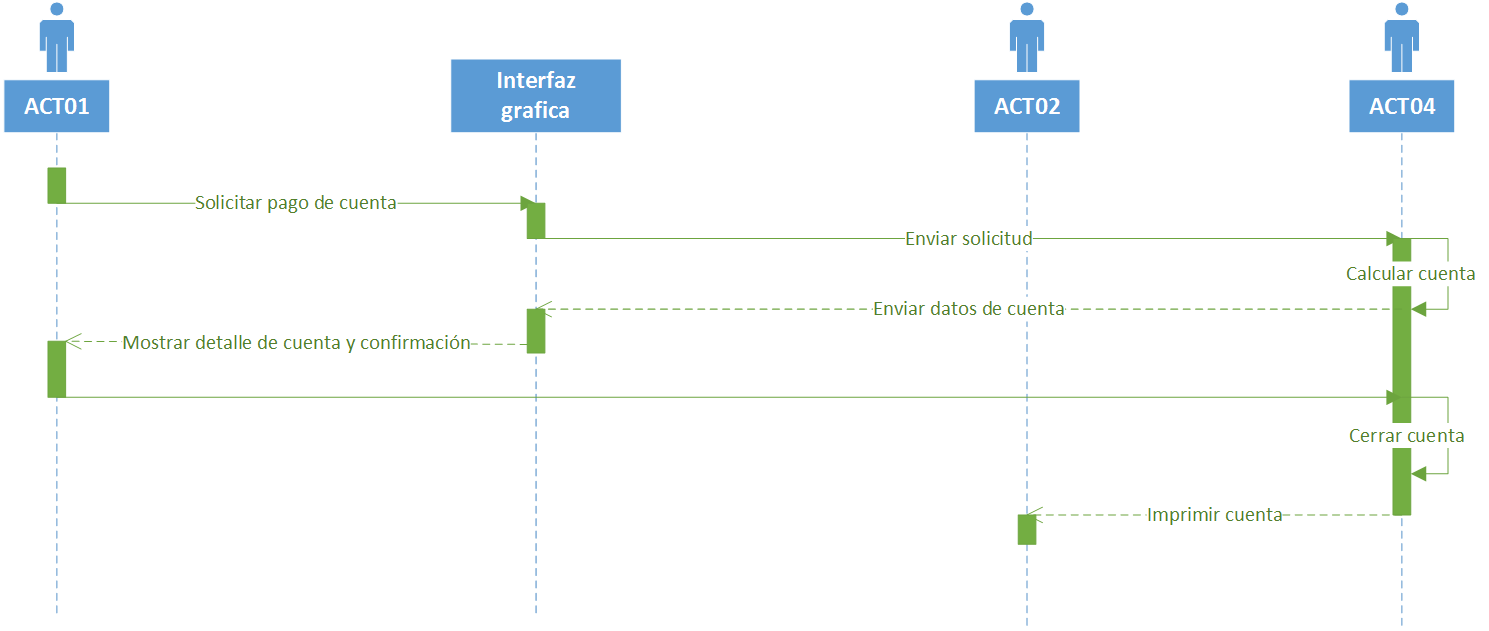 ACT01
Interfaz
grafica
ACT02
ACT04
Solicitar pago de cuenta
Enviar solicitud
Calcular cuenta
Enviar datos de cuenta
Mostrar detalle de cuenta y confirmación
Cerrar cuenta
Imprimir cuenta